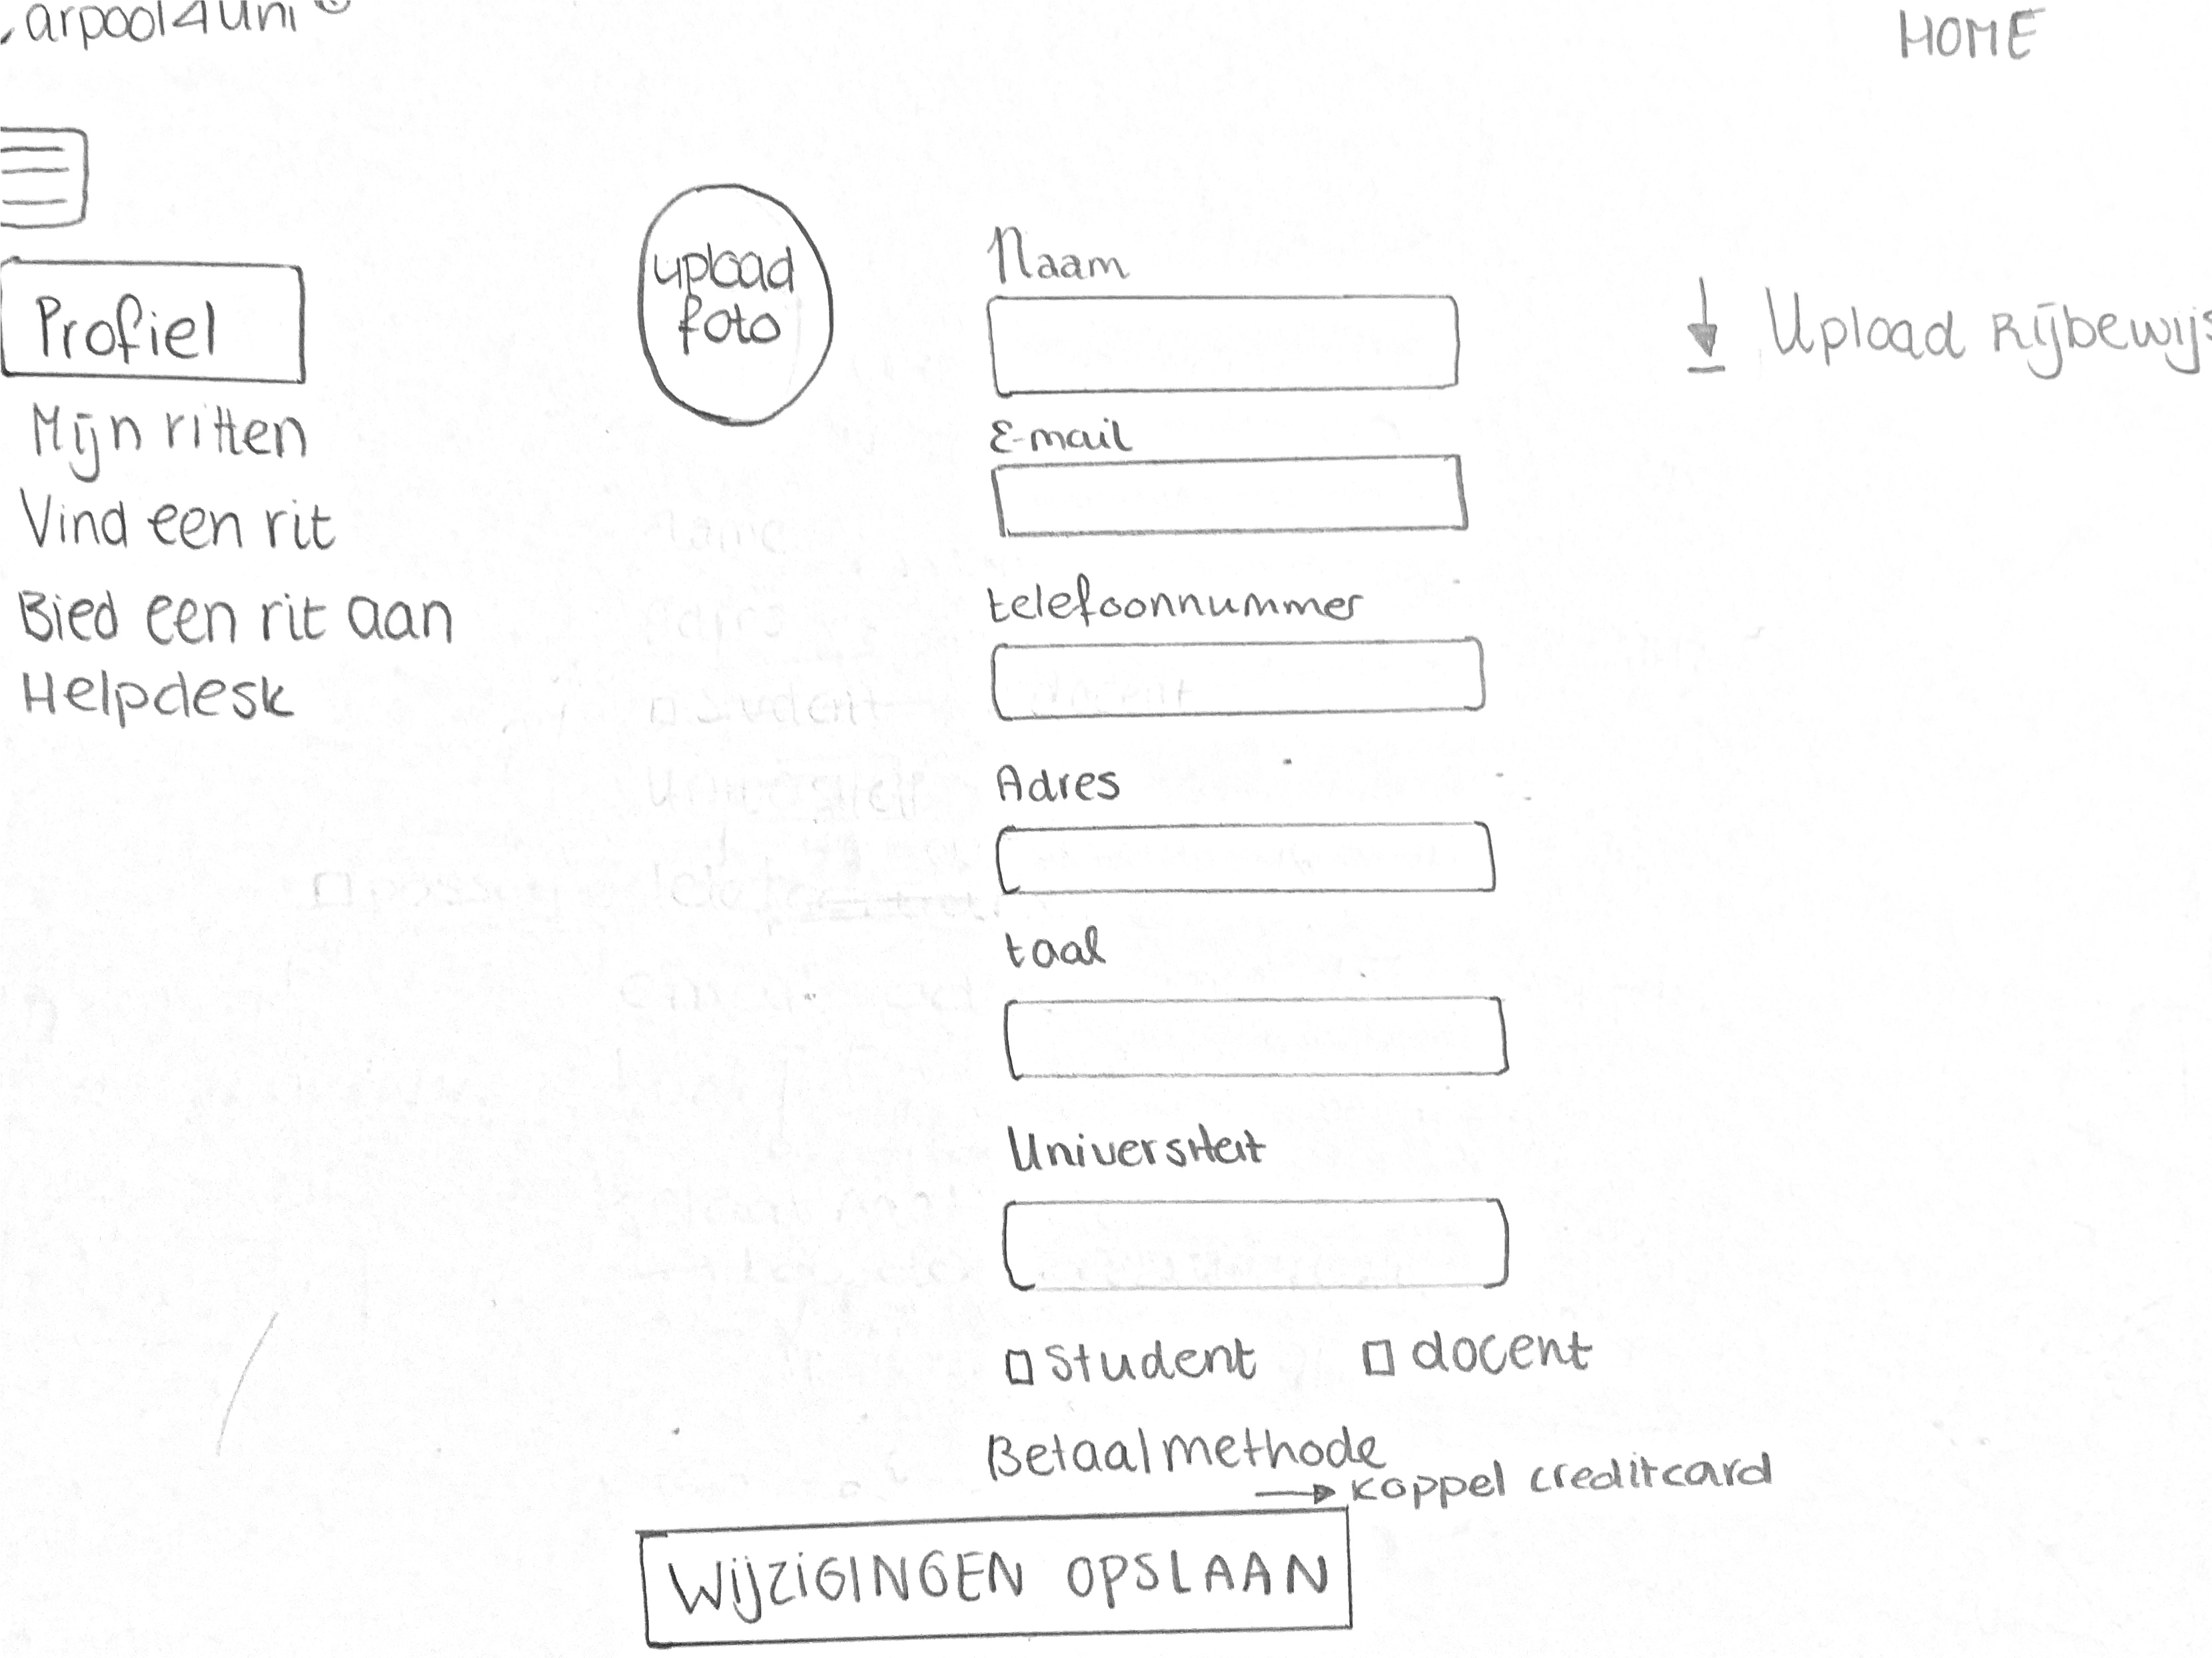 arpool4uni
HOME
Profiel
Mijn ritten
Vind een rit
Bied een rit aan
Helpdesk
upload
foto
Naam
E-mail
telefoonnummer
Adres
taal
Universiteit
student docent
Betaalmethode
→ koppel creditcard
Upload Rijbewijs
WIJZIGINGEN OPSLAAN